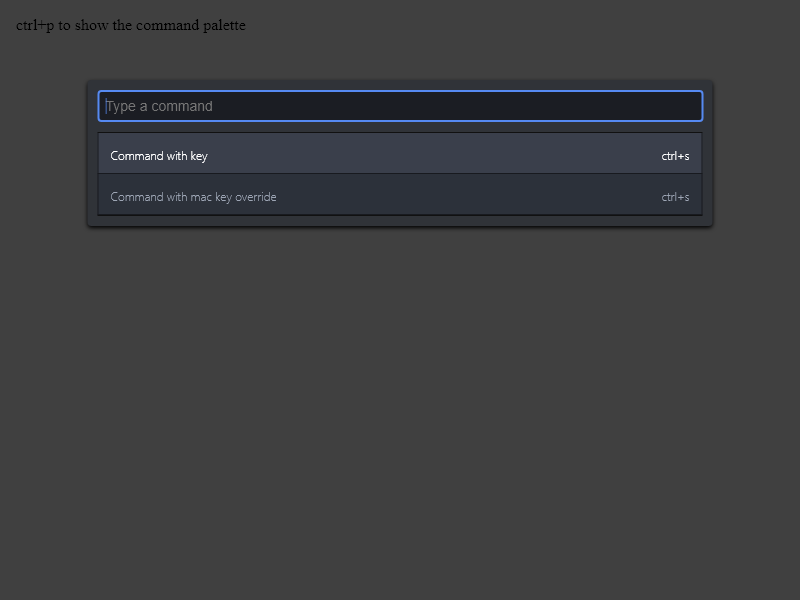 ctrl+p to show the command palette
Type a command
Command with key ctrl+s
Command with mac key override ctrl+s